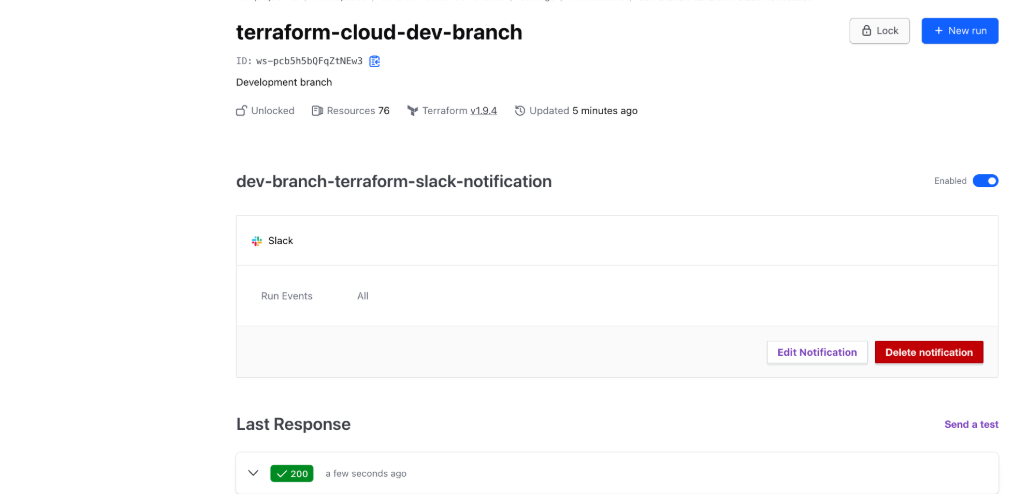 terraform-cloud-dev-branch
Lock
+ New run
ID: ws-pcb5h5bQFqZtNEw3
Development branch
Unlocked Resources 76 Terraform v1.9.4 Updated 5 minutes ago
dev-branch-terraform-slack-notification
Enabled
Slack
Run Events All
Edit Notification Delete notification
Last Response
Send a test
200 a few seconds ago